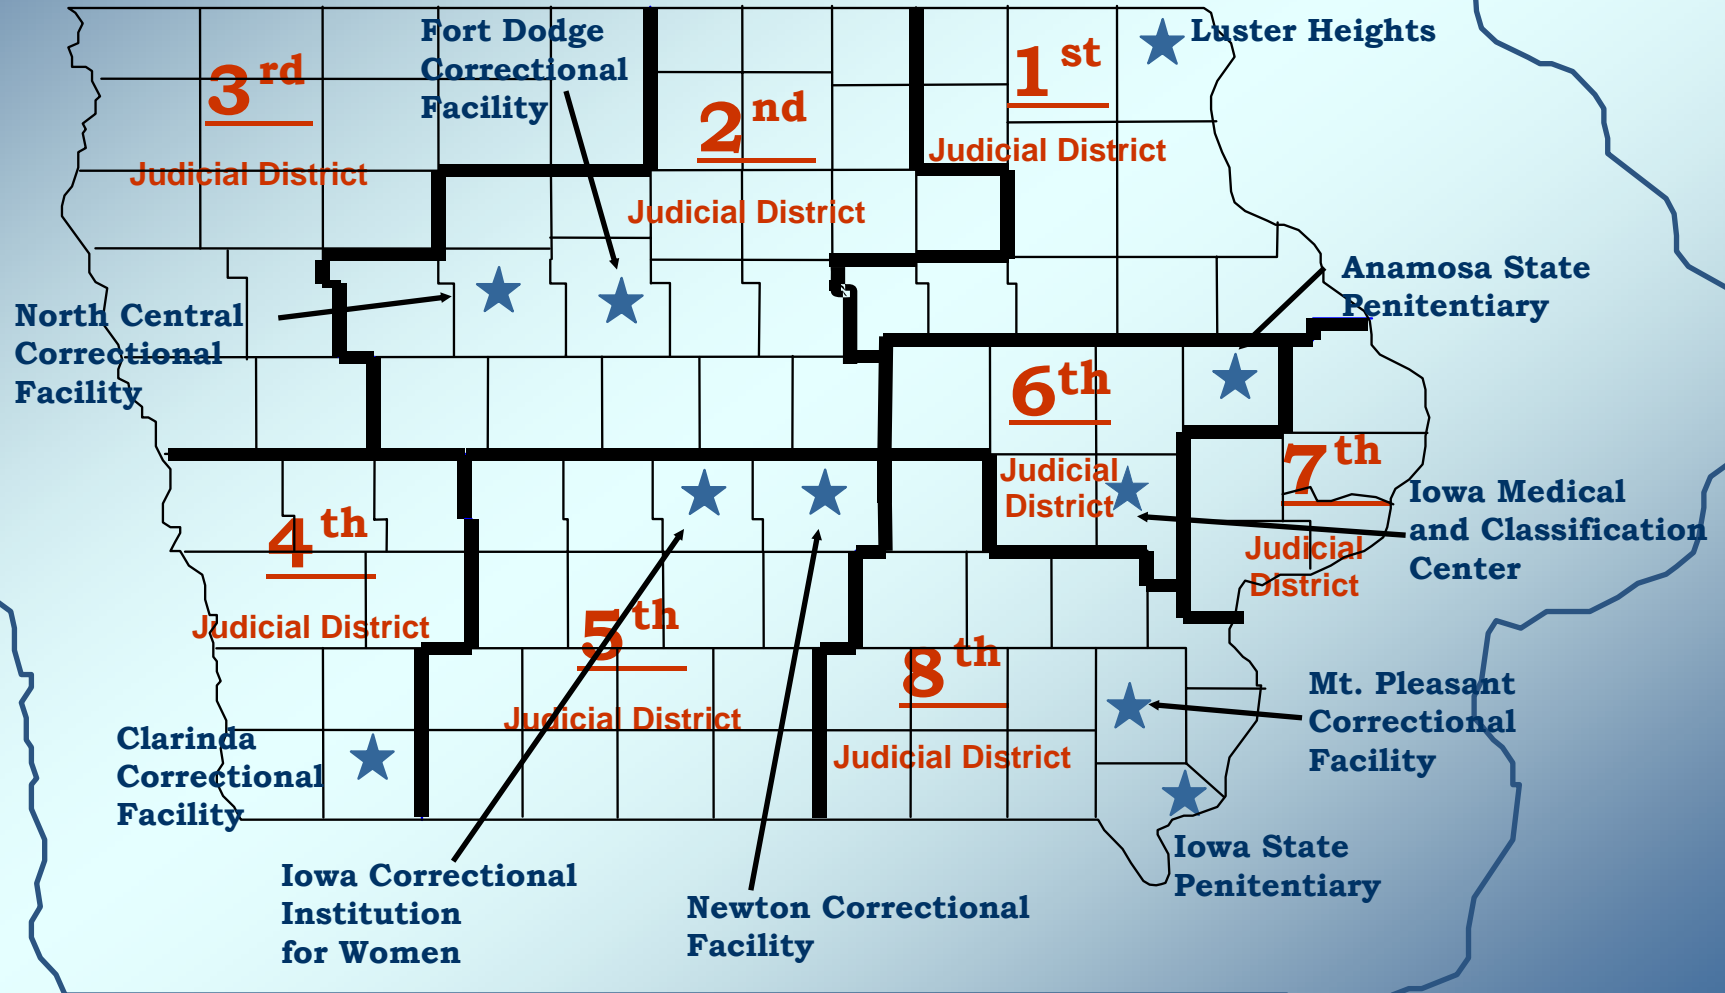 Fort Dodge
Correctional
Facility
Luster Heights
3rd
Judicial District
2nd
Judicial District
1st
Judicial District
North Central
Correctional
Facility
Anamosa State
Penitentiary
6th
Judicial
District
7th
Judicial
District
Iowa Medical
and Classification
Center
4th
Judicial District
5th
Judicial District
8th
Judicial District
Mt. Pleasant
Correctional
Facility
Clarinda
Correctional
Facility
Iowa State
Penitentiary
Iowa Correctional
Institution
for Women
Newton Correctional
Facility